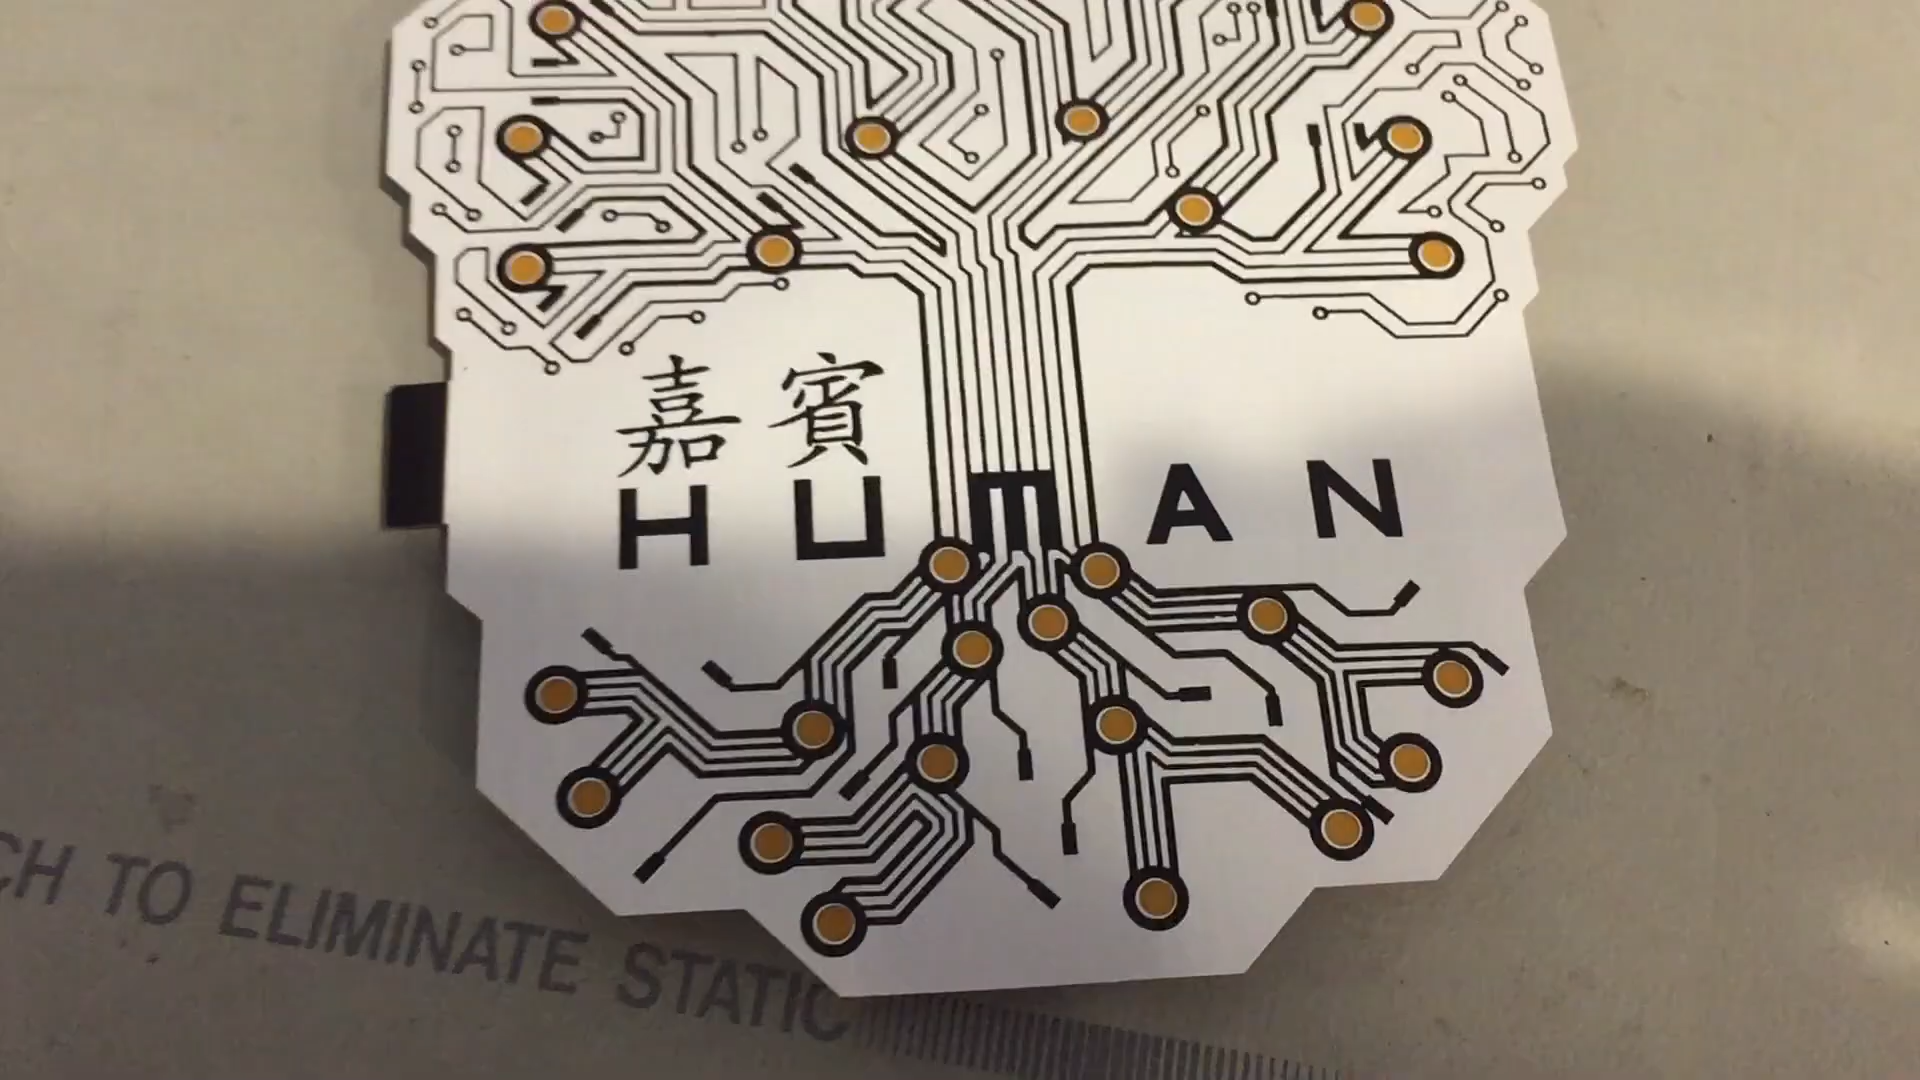 嘉賓
HUMAN
CH TO ELIMINATE STATIC